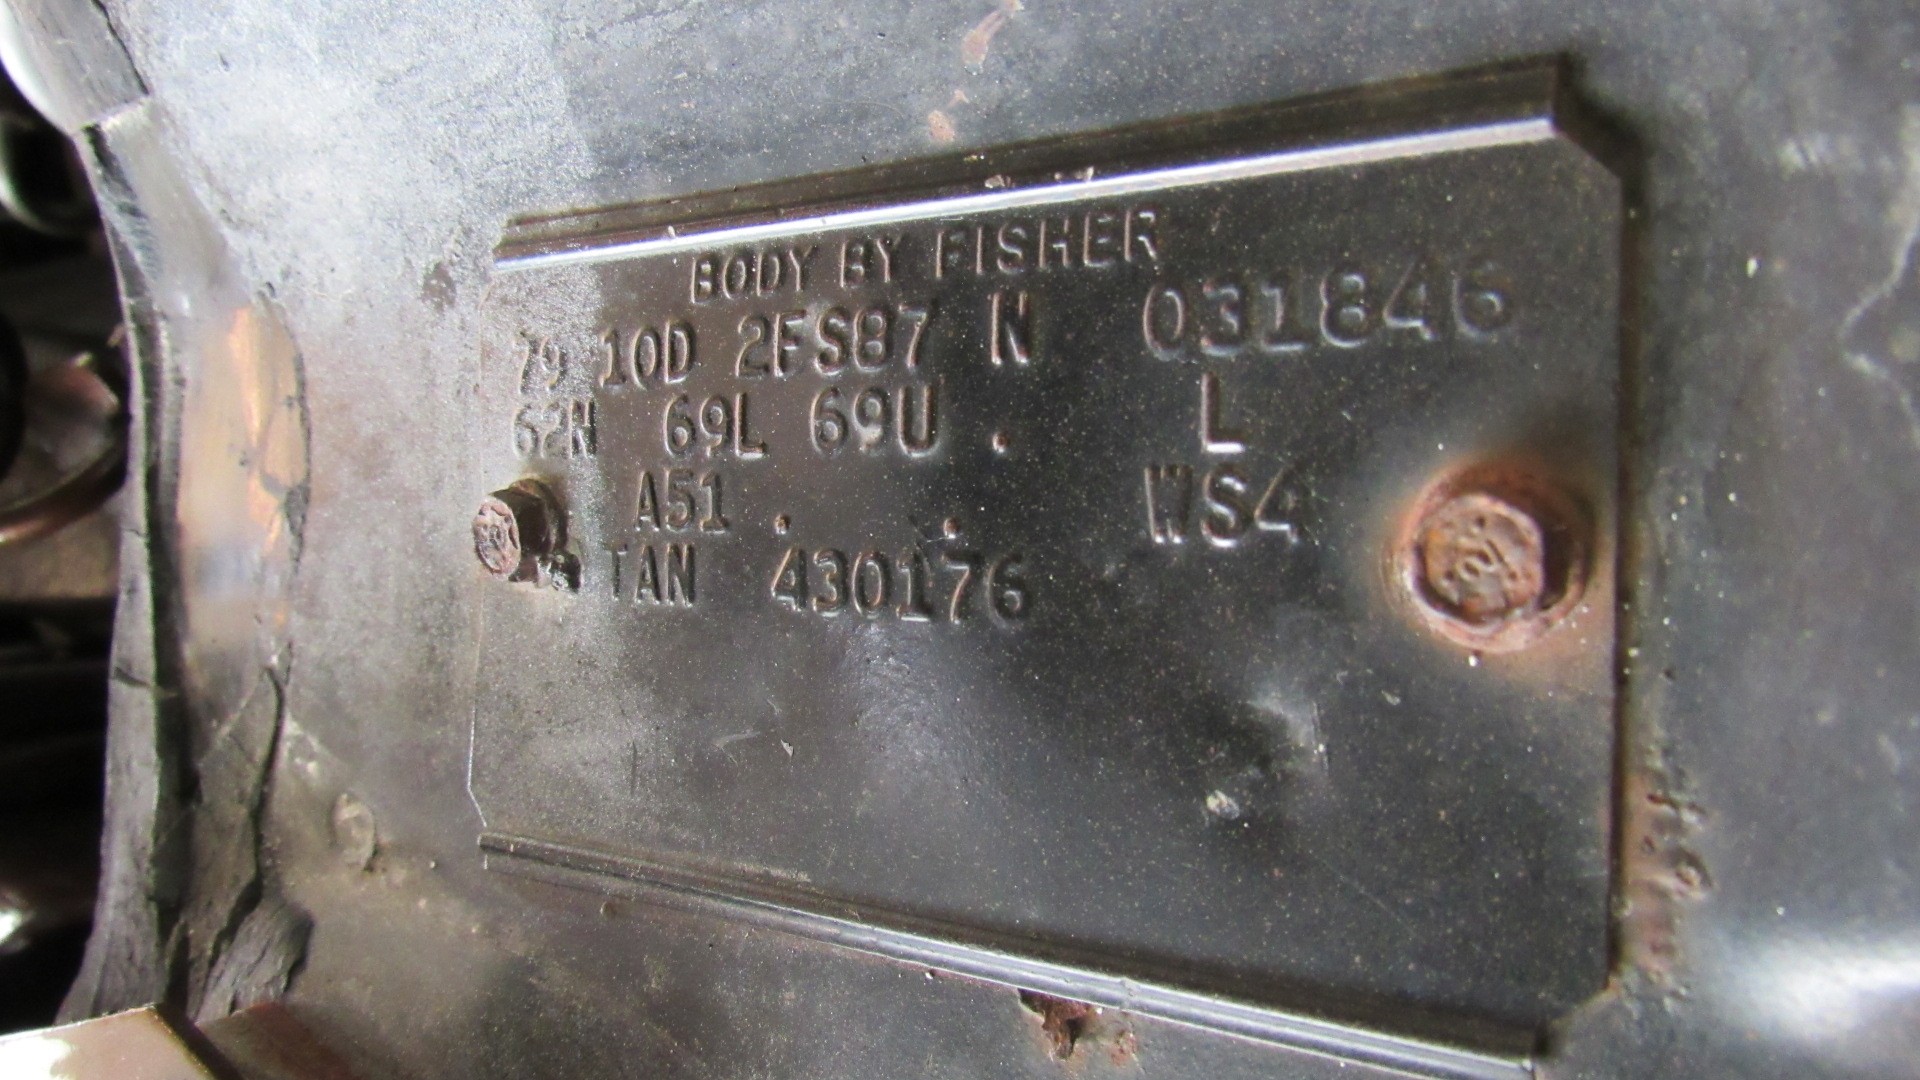 BODY BY FISHER
79 10D 2FS87 N 031846
62N 69L 69U . L
A51 . . WS4
TAN 430176